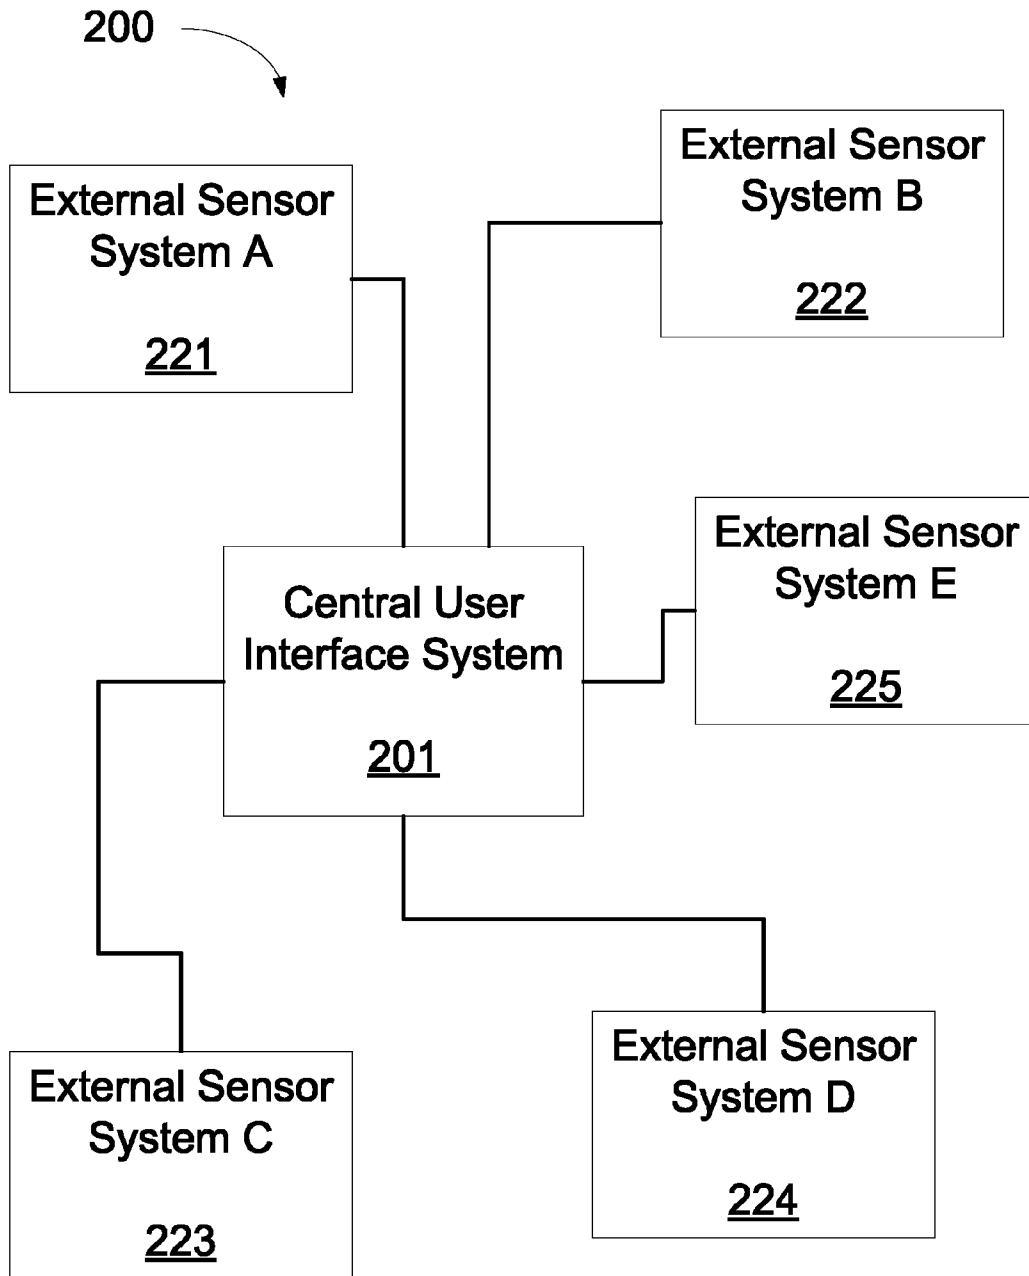 200
External Sensor
System A
221
External Sensor
System B
222
External Sensor
System E
225
Central User
Interface System
201
External Sensor
System D
224
External Sensor
System C
223